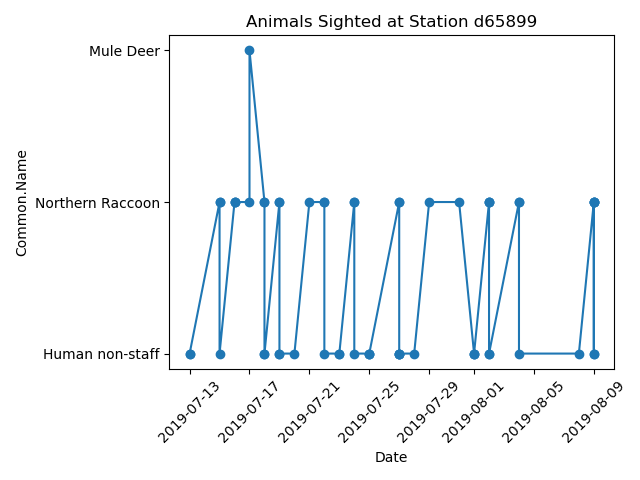 Animals Sighted at Station d65899
Mule Deer
Northern Raccoon
Human non-staff
Common.Name
2019-07-13
2019-07-17
2019-07-21
2019-07-25
2019-07-29
2019-08-01
2019-08-05
2019-08-09
Date